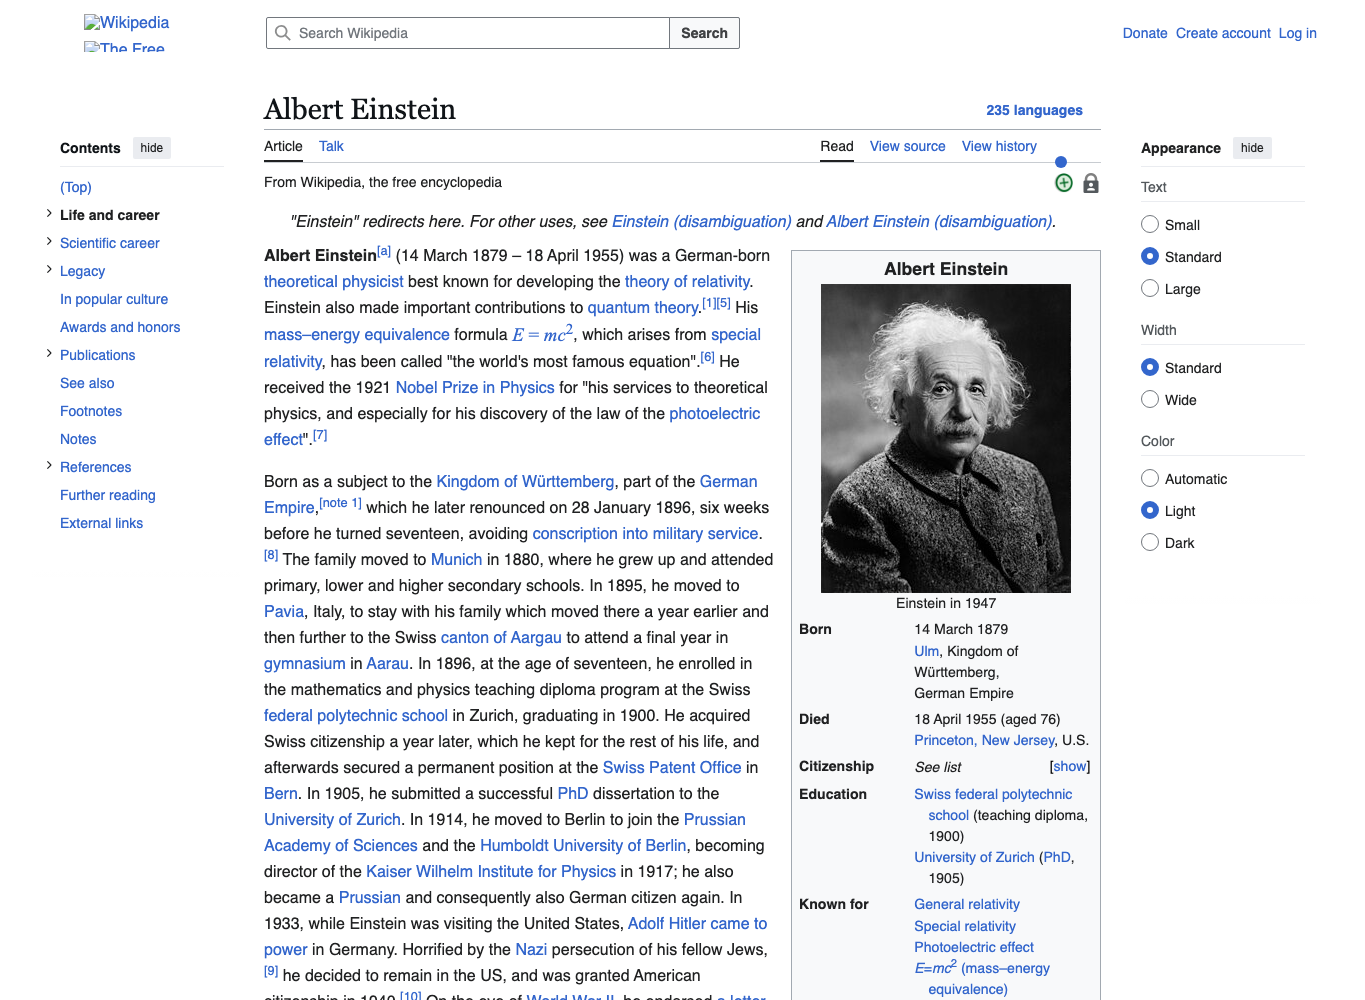 Wikipedia
The Free
Search Wikipedia
Search
Donate Create account Log in
Albert Einstein
235 languages
Contents hide
(Top)
Life and career
Scientific career
Legacy
In popular culture
Awards and honors
Publications
See also
Footnotes
Notes
References
Further reading
External links
Article Talk
Read View source View history
From Wikipedia, the free encyclopedia
"Einstein" redirects here. For other uses, see Einstein (disambiguation) and Albert Einstein (disambiguation).
Albert Einstein[a] (14 March 1879 – 18 April 1955) was a German-born
theoretical physicist best known for developing the theory of relativity.
Einstein also made important contributions to quantum theory.[1][5] His
mass–energy equivalence formula E = mc², which arises from special
relativity, has been called "the world's most famous equation".[6] He
received the 1921 Nobel Prize in Physics for "his services to theoretical
physics, and especially for his discovery of the law of the photoelectric
effect".[7]
Born as a subject to the Kingdom of Württemberg, part of the German
Empire,[note 1] which he later renounced on 28 January 1896, six weeks
before he turned seventeen, avoiding conscription into military service.
[8] The family moved to Munich in 1880, where he grew up and attended
primary, lower and higher secondary schools. In 1895, he moved to
Pavia, Italy, to stay with his family which moved there a year earlier and
then further to the Swiss canton of Aargau to attend a final year in
gymnasium in Aarau. In 1896, at the age of seventeen, he enrolled in
the mathematics and physics teaching diploma program at the Swiss
federal polytechnic school in Zurich, graduating in 1900. He acquired
Swiss citizenship a year later, which he kept for the rest of his life, and
afterwards secured a permanent position at the Swiss Patent Office in
Bern. In 1905, he submitted a successful PhD dissertation to the
University of Zurich. In 1914, he moved to Berlin to join the Prussian
Academy of Sciences and the Humboldt University of Berlin, becoming
director of the Kaiser Wilhelm Institute for Physics in 1917; he also
became a Prussian and consequently also German citizen again. In
1933, while Einstein was visiting the United States, Adolf Hitler came to
power in Germany. Horrified by the Nazi persecution of his fellow Jews,
[9] he decided to remain in the US, and was granted American
citizenship in 1940.[10] On the eve of World War II, he endorsed a letter
Albert Einstein
Einstein in 1947
Born 14 March 1879
Ulm, Kingdom of
Württemberg,
German Empire
Died 18 April 1955 (aged 76)
Princeton, New Jersey, U.S.
Citizenship See list [show]
Education Swiss federal polytechnic
school (teaching diploma,
1900)
University of Zurich (PhD,
1905)
Known for General relativity
Special relativity
Photoelectric effect
E=mc² (mass–energy
equivalence)
Appearance hide
Text
Small
Standard
Large
Width
Standard
Wide
Color
Automatic
Light
Dark